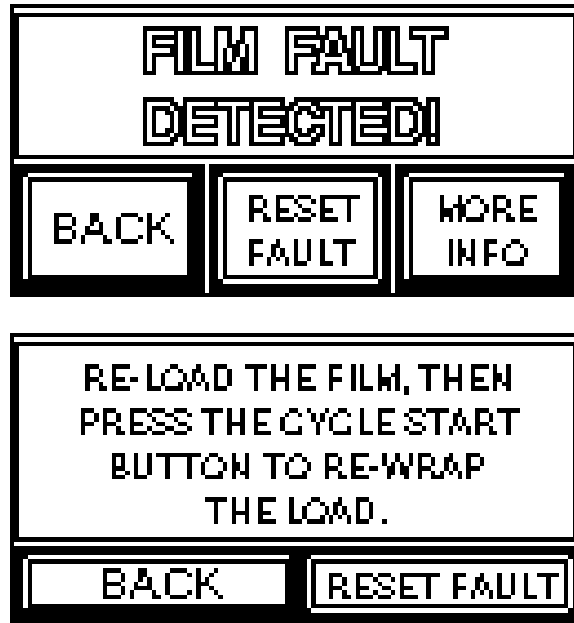 FILM FAULT
DETECTED!
BACK
RESET
FAULT
MORE
INFO
RE-LOAD THE FILM, THEN
PRESS THE CYCLE START
BUTTON TO RE-WRAP
THE LOAD.
BACK
RESET FAULT